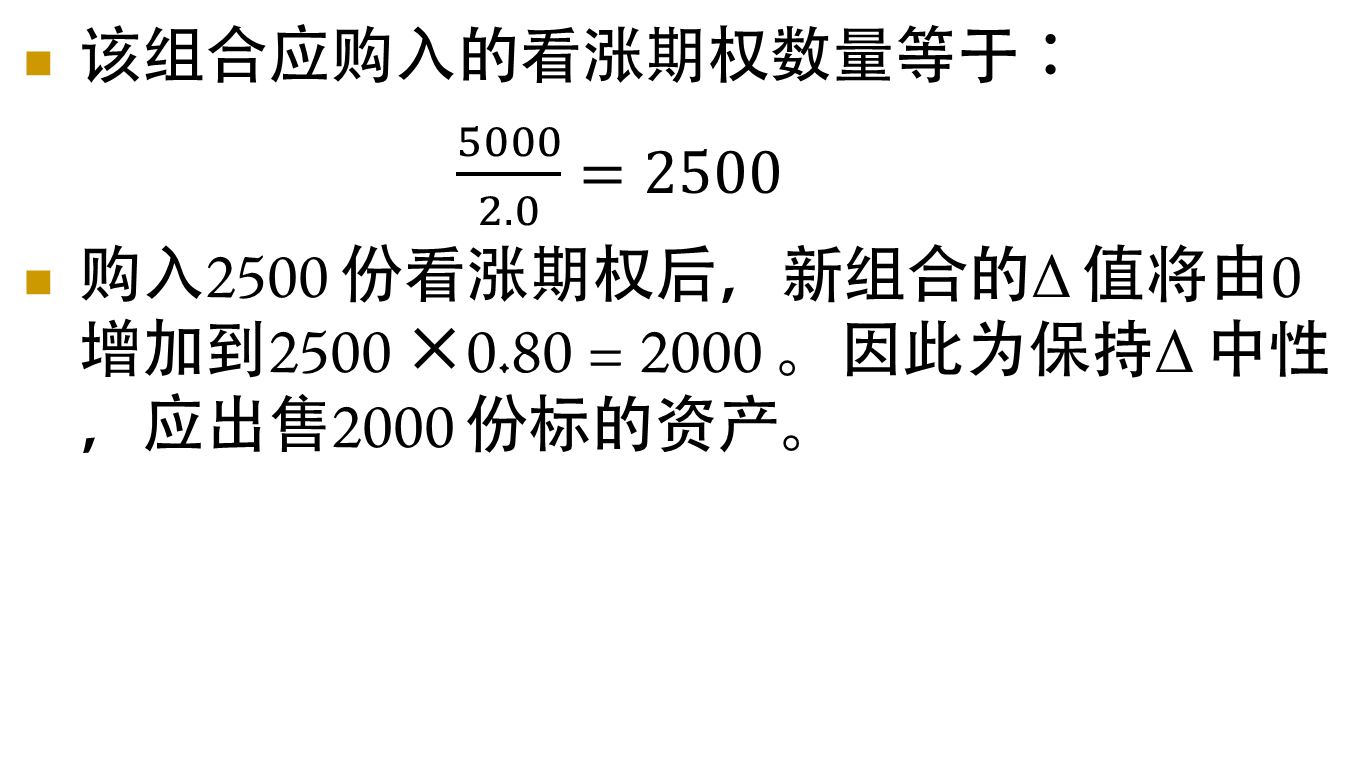 该组合应购入的看涨期权数量等于：
5000/2.0 = 2500
购入2500 份看涨期权后，新组合的Δ 值将由0
增加到2500 ×0.80 = 2000 。因此为保持Δ 中性
，应出售2000 份标的资产。